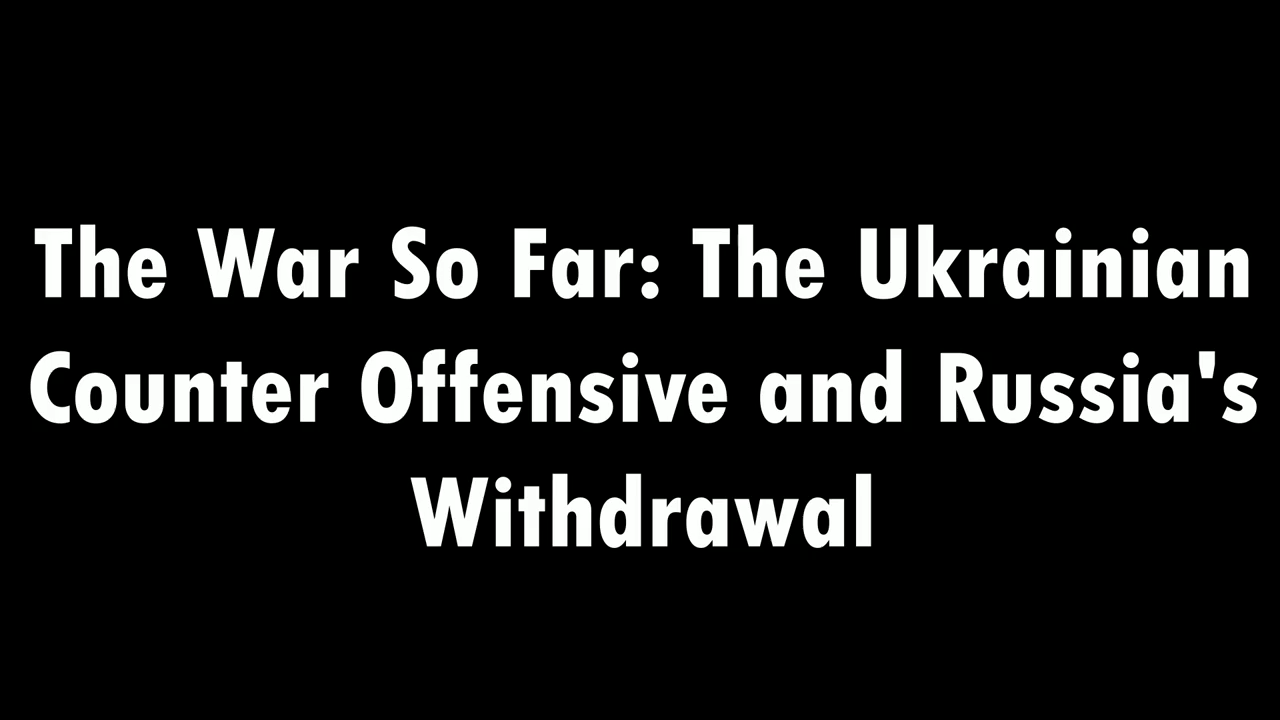 The War So Far: The Ukrainian
Counter Offensive and Russia's
Withdrawal